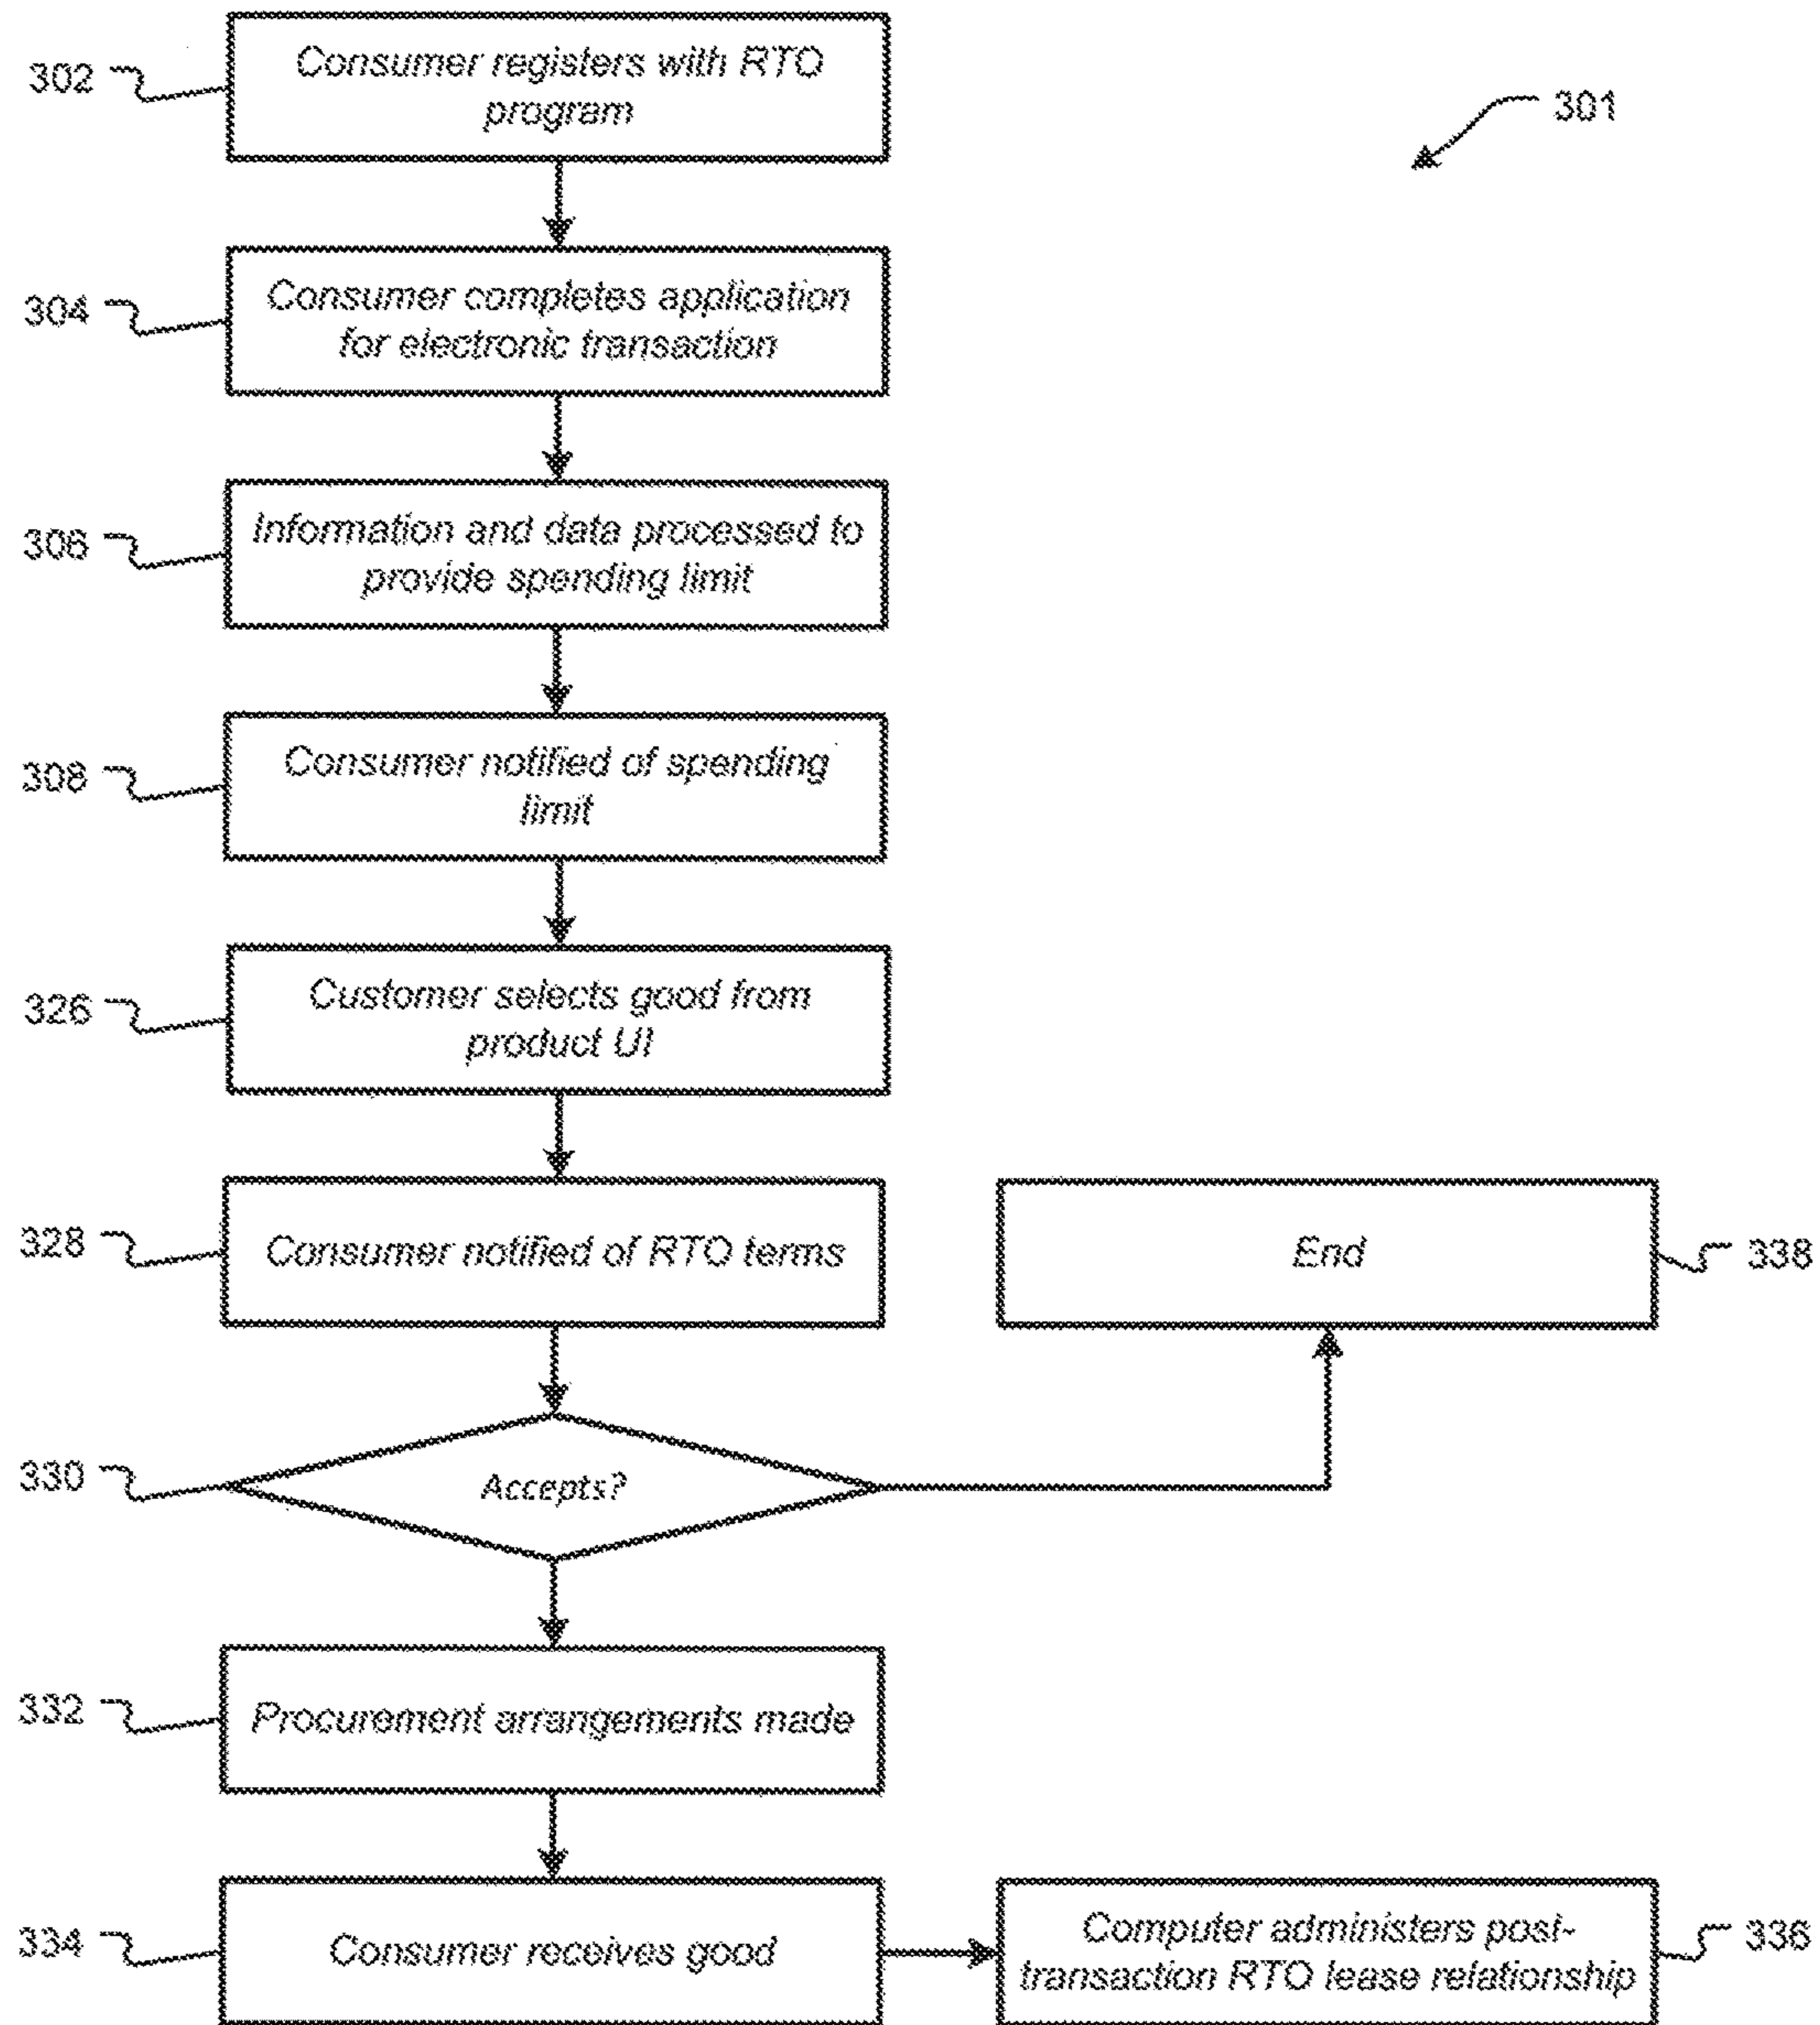 302
Consumer registers with RTO
program
301
304
Consumer completes application
for electronic transaction
306
Information and data processed to
provide spending limit
308
Consumer notified of spending
limit
326
Customer selects good from
product UI
328
Consumer notified of RTO terms
End
338
330
Accepts?
332
Procurement arrangements made
334
Consumer receives good
Computer administers post-
transaction RTO lease relationship
336